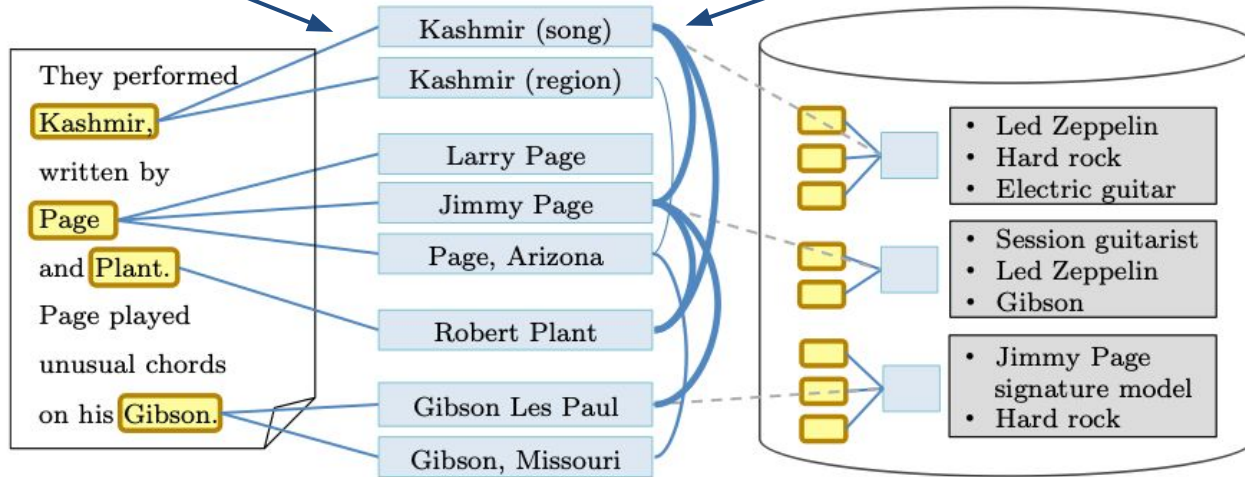 They performed
Kashmir,
written by
Page
and Plant.
Page played
unusual chords
on his Gibson.
Kashmir (song)
Kashmir (region)
Larry Page
Jimmy Page
Page, Arizona
Robert Plant
Gibson Les Paul
Gibson, Missouri
• Led Zeppelin
• Hard rock
• Electric guitar
• Session guitarist
• Led Zeppelin
• Gibson
• Jimmy Page
signature model
• Hard rock